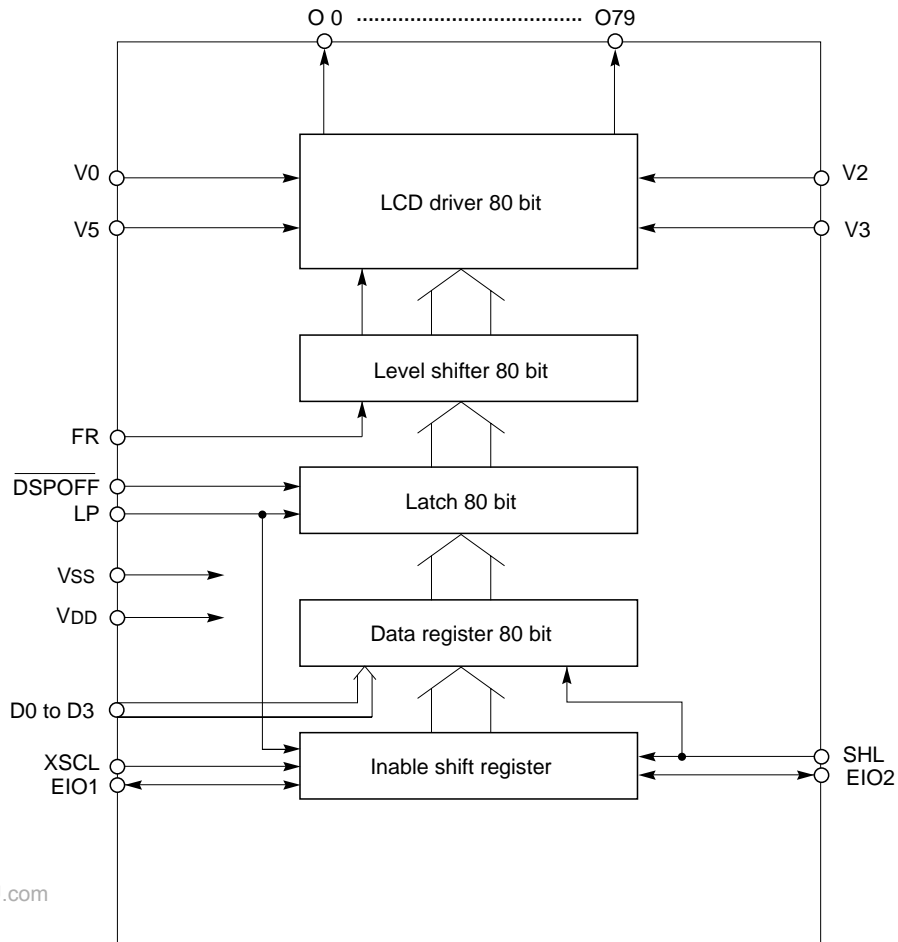 O 0 ............................ O79
V0
V2
LCD driver 80 bit
V5
V3
Level shifter 80 bit
FR
DSPOFF
LP
Latch 80 bit
VSS
VDD
Data register 80 bit
D0 to D3
XSCL
SHL
Inable shift register
EIO1
EIO2
.com